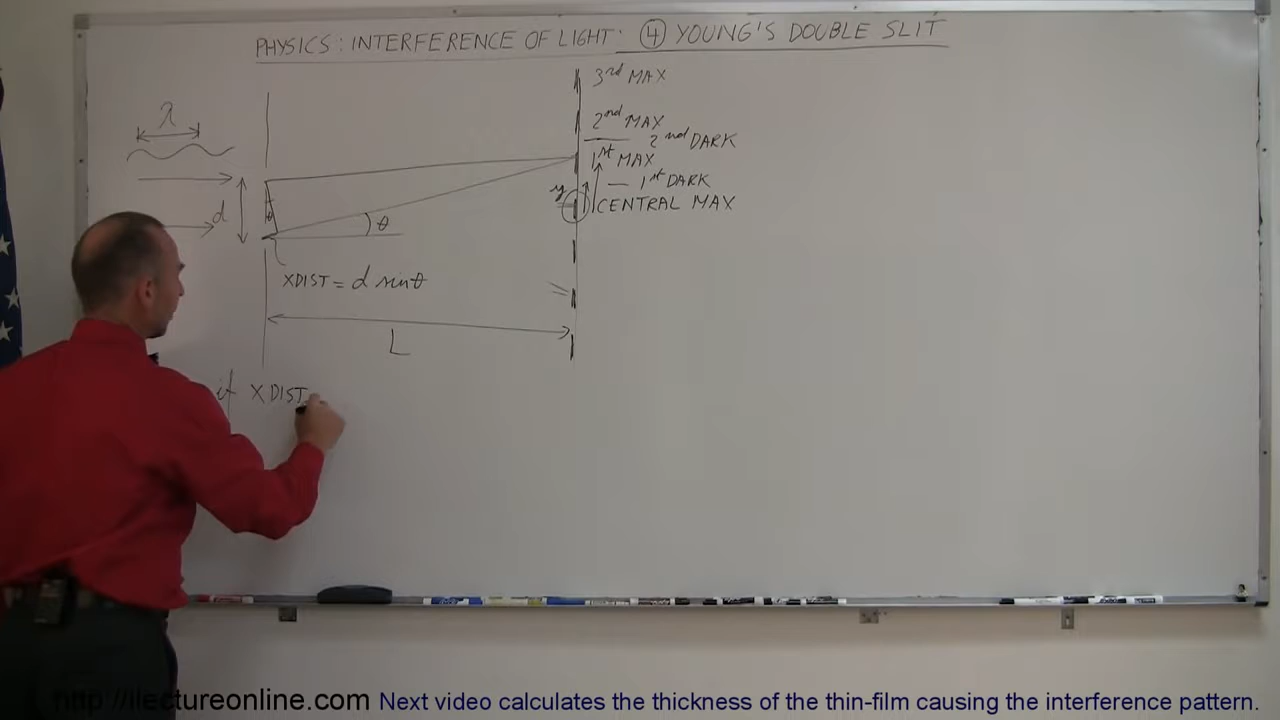 PHYSICS: INTERFERENCE OF LIGHT: ④ YOUNG'S DOUBLE SLIT
3rd MAX
λ
2nd MAX
2nd DARK
1st MAX
1st DARK
y
CENTRAL MAX
d
θ
θ
XDIST = d sinθ
L
if XDIST
http://ilectureonline.com Next video calculates the thickness of the thin-film causing the interference pattern.